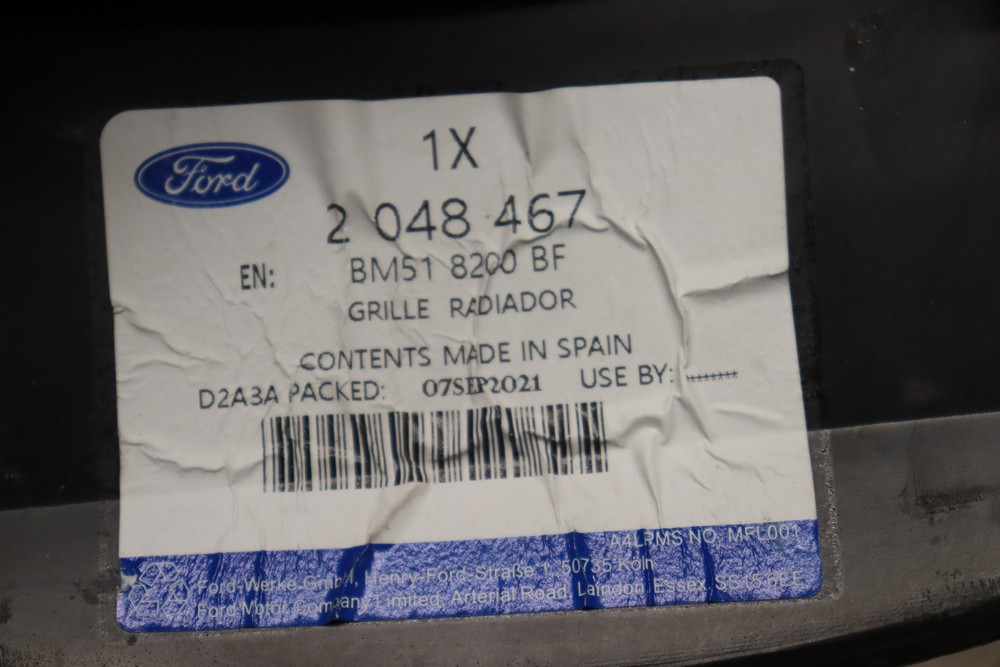 Ford
1X
2 048 467
EN: BM51 8200 BF
GRILLE RADIADOR
CONTENTS MADE IN SPAIN
D2A3A PACKED: 07SEP2021 USE BY: ********
A4LPMS NO MFL001
Ford-Werke GmbH, Henry-Ford-Straße 1, 50735 Köln
Ford Motor Company Limited, Arterial Road, Laindon, Essex SS15 6EE